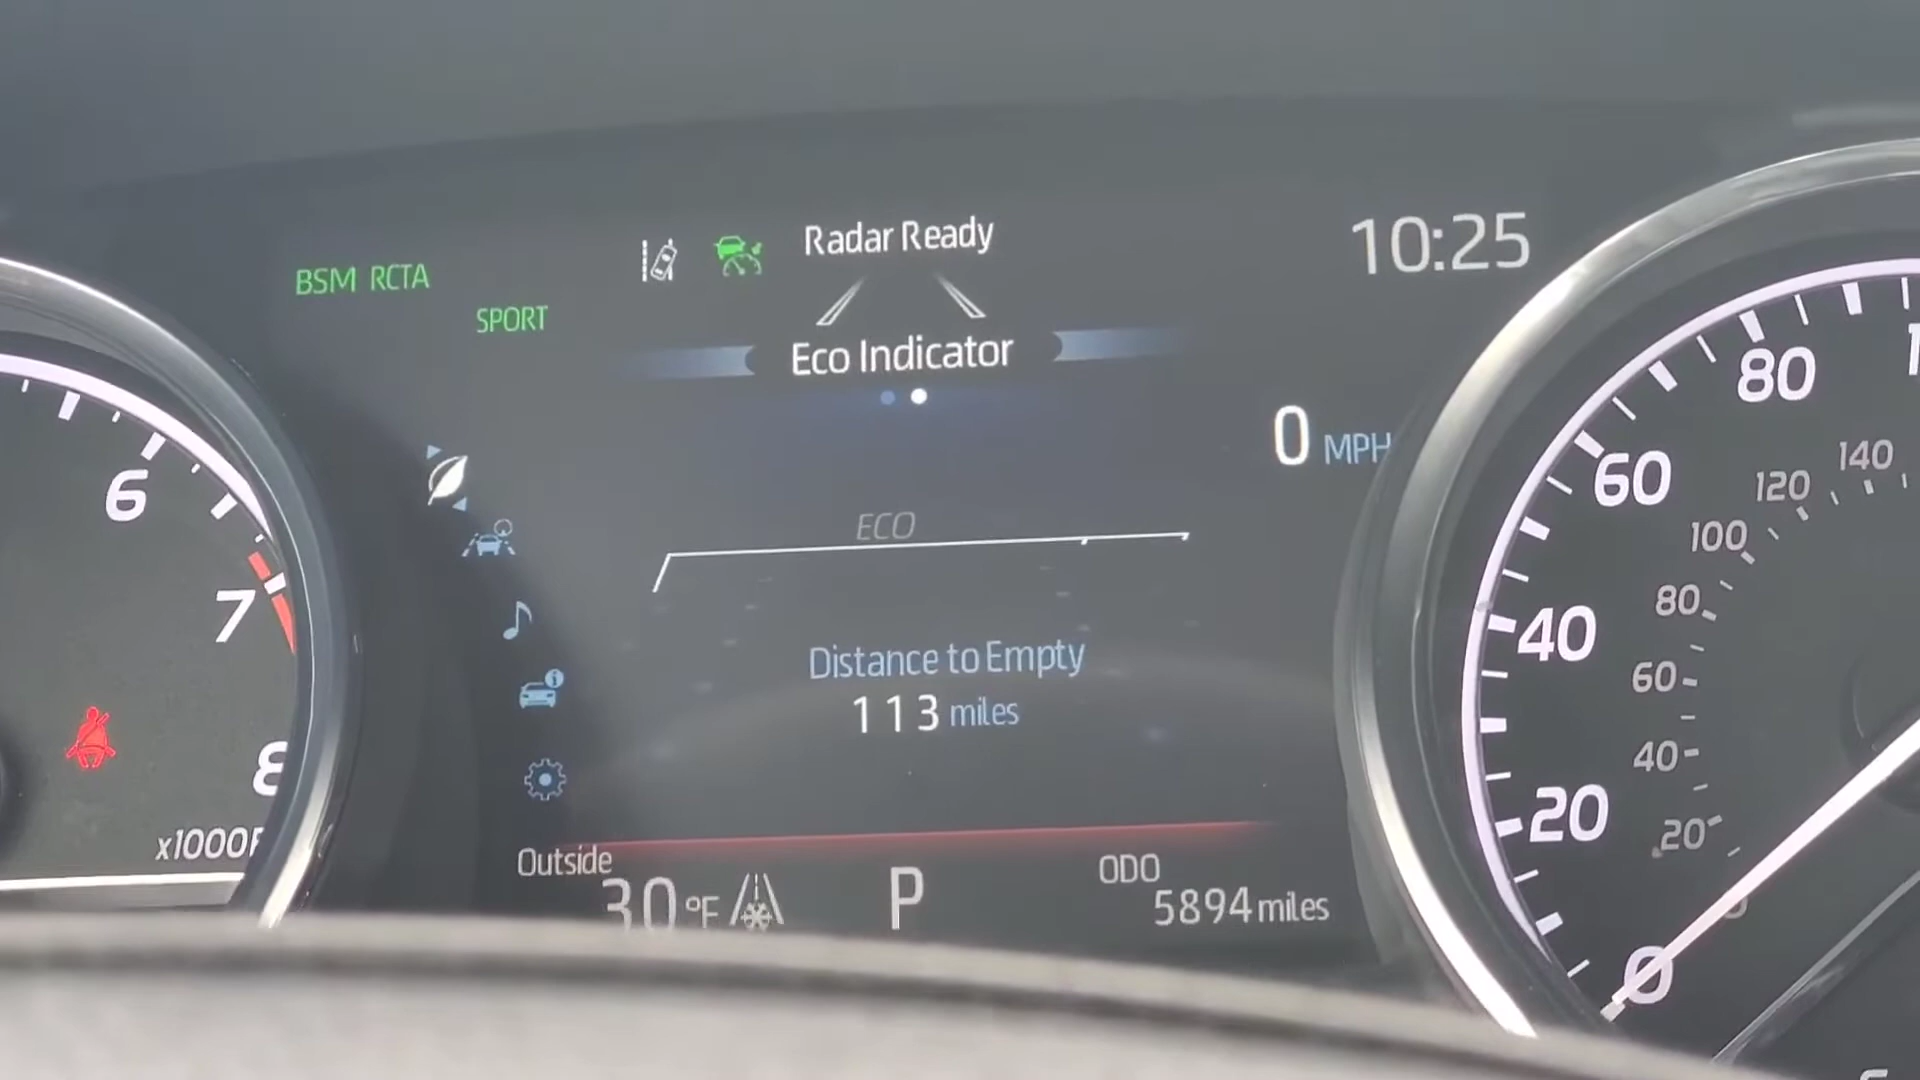 Radar Ready
10:25
BSM RCTA
SPORT
Eco Indicator
0 MPH
ECO
Distance to Empty
113 miles
Outside
30 °F
P
ODO
5894 miles
6
7
8
x1000
80
60
40
20
0
140
120
100
80
60
40
20